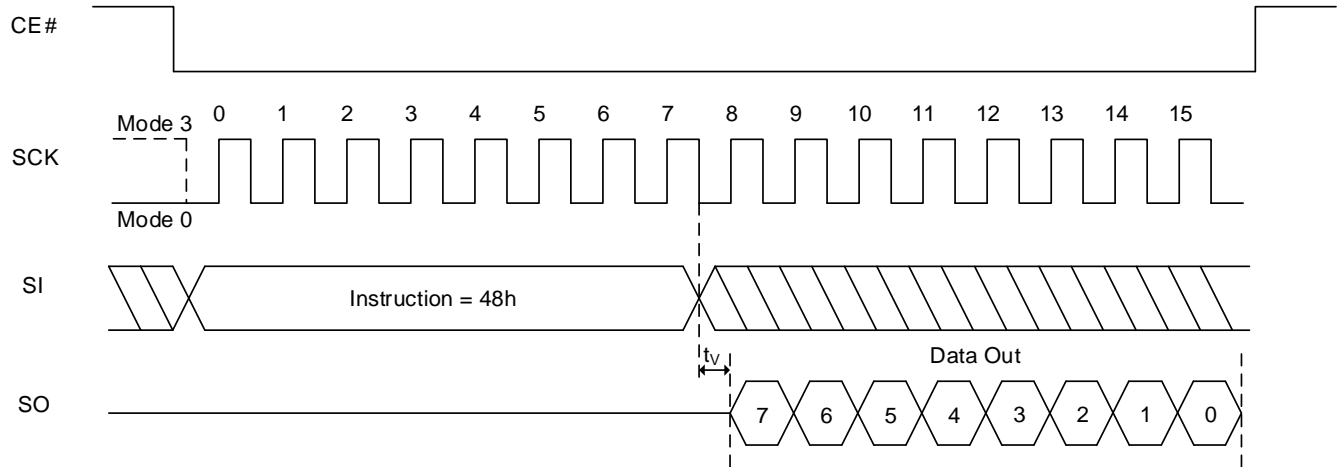 CE#
Mode 3
0 1 2 3 4 5 6 7 8 9 10 11 12 13 14 15
SCK
Mode 0
SI
Instruction = 48h
tV
Data Out
SO
7 6 5 4 3 2 1 0